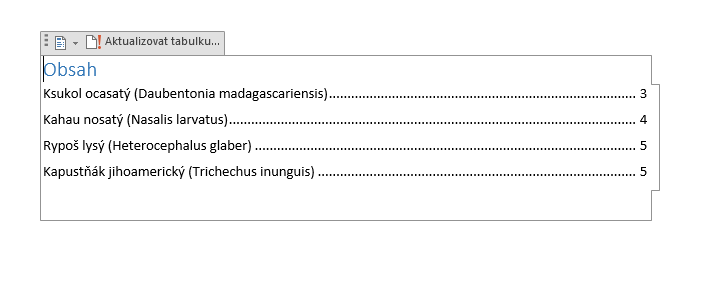 Aktualizovat tabulku...
Obsah
Ksukol ocasatý (Daubentonia madagascariensis)........................................................................... 3
Kahau nosatý (Nasalis larvatus)..................................................................................................... 4
Rypoš lysý (Heterocephalus glaber) .............................................................................................. 5
Kapustňák jihoamerický (Trichechus inunguis) .............................................................................. 5